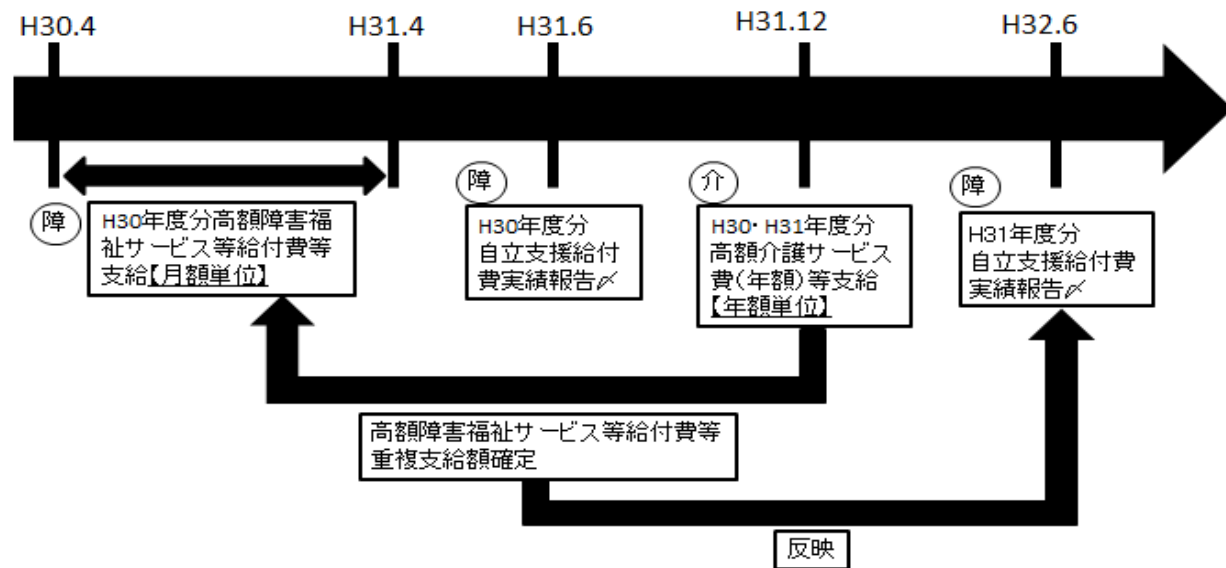 H30.4
H31.4
H31.6
H31.12
H32.6
障
H30年度分高額障害福
祉サービス等給付費等
支給【月額単位】
障
H30年度分
自立支援給付
費実績報告〆
介
H30・H31年度分
高額介護サービス
費(年額)等支給
【年額単位】
障
H31年度分
自立支援給付費
実績報告〆
高額障害福祉サービス等給付費等
重複支給額確定
反映